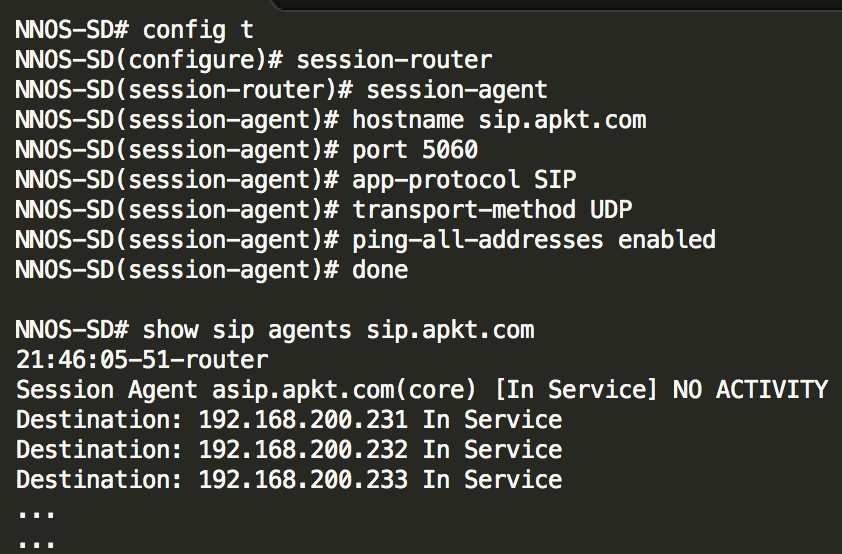 NNOS-SD# config t
NNOS-SD(configure)# session-router
NNOS-SD(session-router)# session-agent
NNOS-SD(session-agent)# hostname sip.apkt.com
NNOS-SD(session-agent)# port 5060
NNOS-SD(session-agent)# app-protocol SIP
NNOS-SD(session-agent)# transport-method UDP
NNOS-SD(session-agent)# ping-all-addresses enabled
NNOS-SD(session-agent)# done
NNOS-SD# show sip agents sip.apkt.com
21:46:05-51-router
Session Agent asip.apkt.com(core) [In Service] NO ACTIVITY
Destination: 192.168.200.231 In Service
Destination: 192.168.200.232 In Service
Destination: 192.168.200.233 In Service
...
...